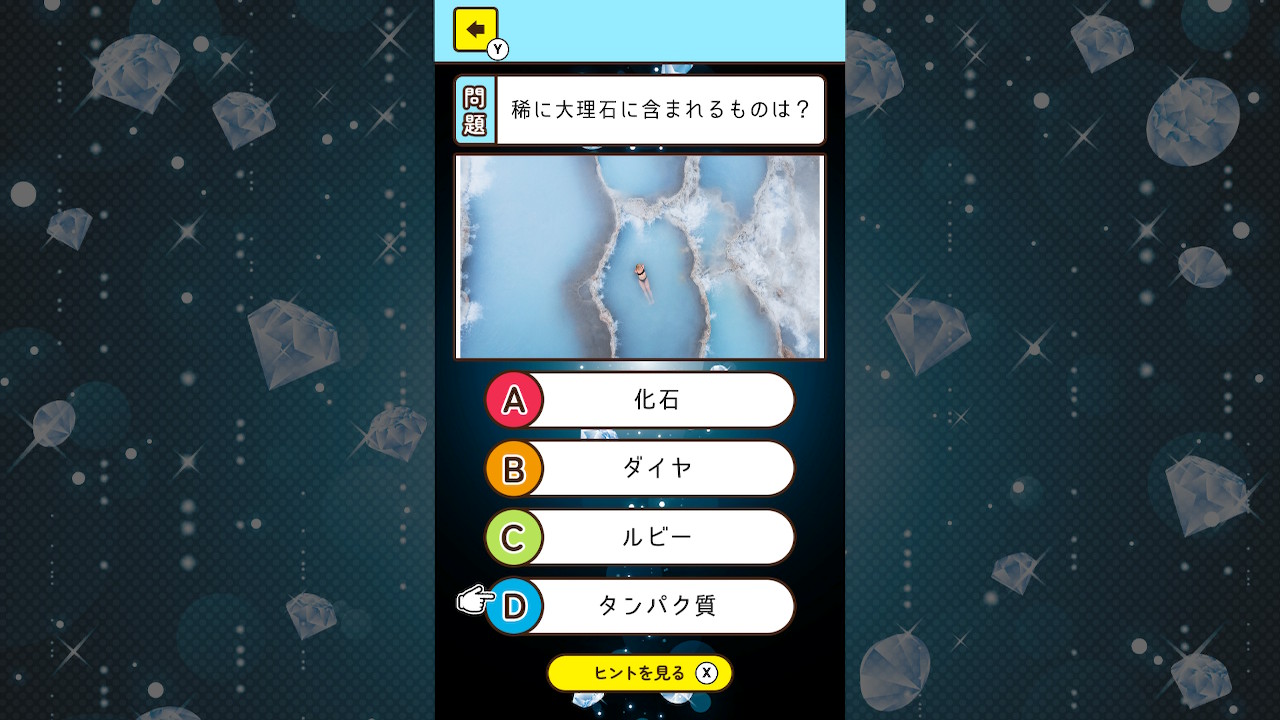 Y
問題
稀に大理石に含まれるものは？
A 化石
B ダイヤ
C ルビー
D タンパク質
ヒントを見る X